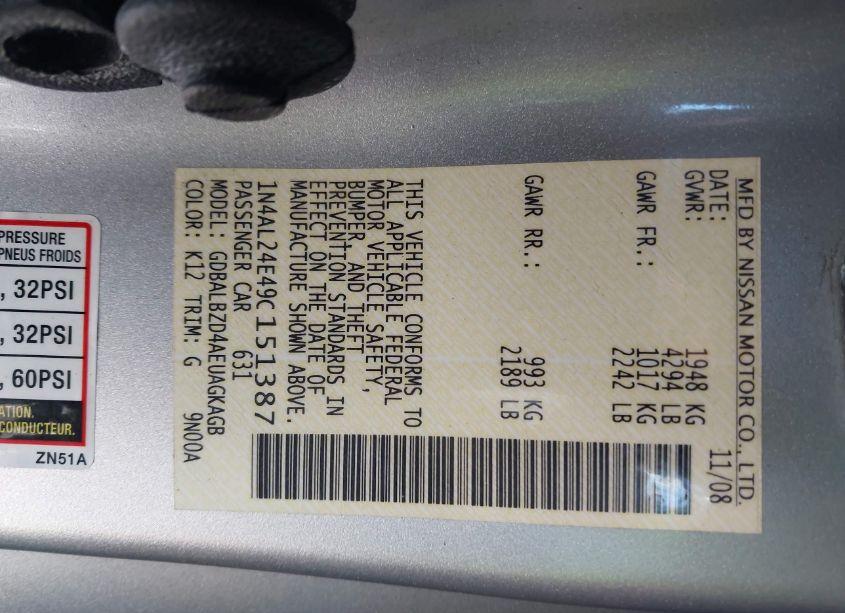 MFD BY NISSAN MOTOR CO., LTD.
DATE: 11/08
GVWR: 1948 KG
4294 LB
GAWR FR.: 1017 KG
2242 LB
GAWR RR.: 993 KG
2189 LB
THIS VEHICLE CONFORMS TO
ALL APPLICABLE FEDERAL
MOTOR VEHICLE SAFETY,
BUMPER, AND THEFT
PREVENTION STANDARDS IN
EFFECT ON THE DATE OF
MANUFACTURE SHOWN ABOVE.
1N4AL24E49C151387
PASSENGER CAR 631
MODEL: GDBALBZD4AEUAGKAGB
COLOR: K12 TRIM: G 9N00A
PRESSURE
PNEUS FROIDS
, 32PSI
, 32PSI
, 60PSI
ATION.
CONDUCTEUR.
ZN51A